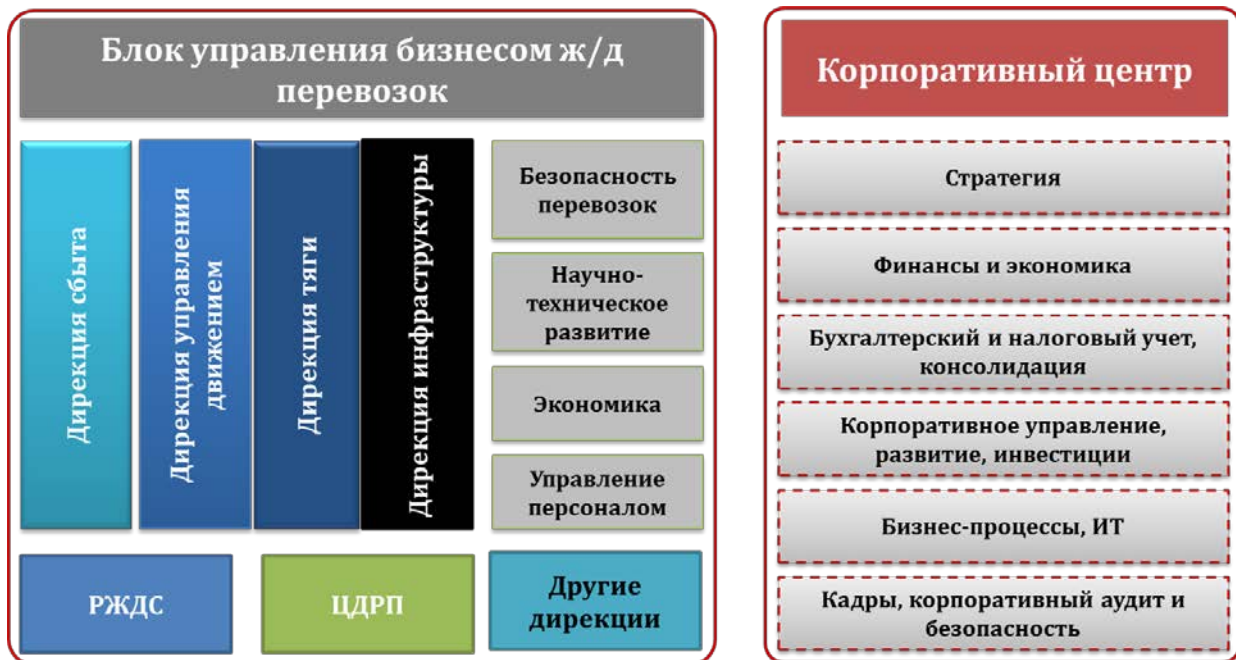 Блок управления бизнесом ж/д
перевозок
Дирекция сбыта
Дирекция управления
движением
Дирекция тяги
Дирекция инфраструктуры
Безопасность
перевозок
Научно-
техническое
развитие
Экономика
Управление
персоналом
РЖДС
ЦДРП
Другие
дирекции
Корпоративный центр
Стратегия
Финансы и экономика
Бухгалтерский и налоговый учет,
консолидация
Корпоративное управление,
развитие, инвестиции
Бизнес-процессы, ИТ
Кадры, корпоративный аудит и
безопасность